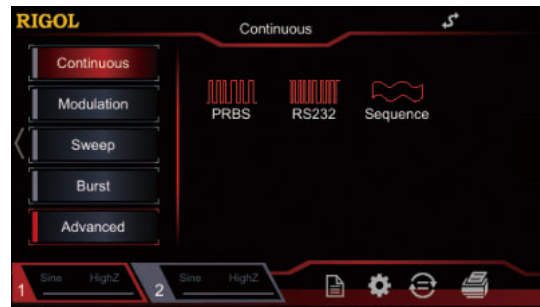 RIGOL
Continuous
Continuous
Modulation
Sweep
Burst
Advanced
PRBS RS232 Sequence
1 Sine HighZ 2 Sine HighZ